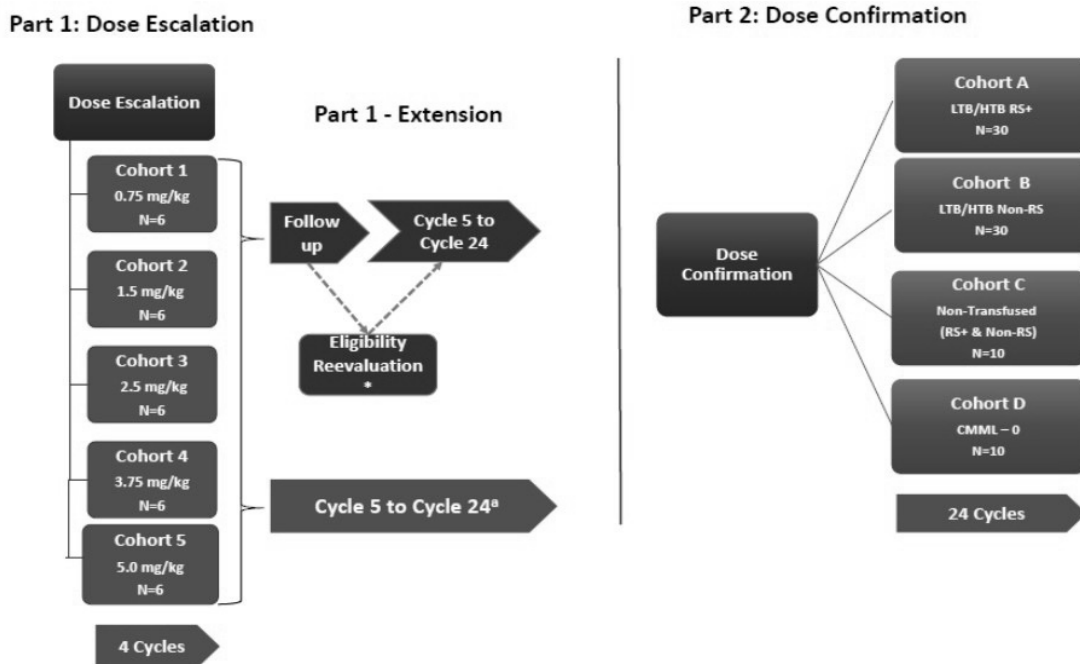 Part 1: Dose Escalation
Dose Escalation
Cohort 1
0.75 mg/kg
N=6
Cohort 2
1.5 mg/kg
N=6
Cohort 3
2.5 mg/kg
N=6
Cohort 4
3.75 mg/kg
N=6
Cohort 5
5.0 mg/kg
N=6
4 Cycles
Part 1 - Extension
Follow
up
Cycle 5 to
Cycle 24
Eligibility
Reevaluation
*
Cycle 5 to Cycle 24ª
Part 2: Dose Confirmation
Dose
Confirmation
Cohort A
LTB/HTB RS+
N=30
Cohort B
LTB/HTB Non-RS
N=30
Cohort C
Non-Transfused
(RS+ & Non-RS)
N=10
Cohort D
CMML – 0
N=10
24 Cycles